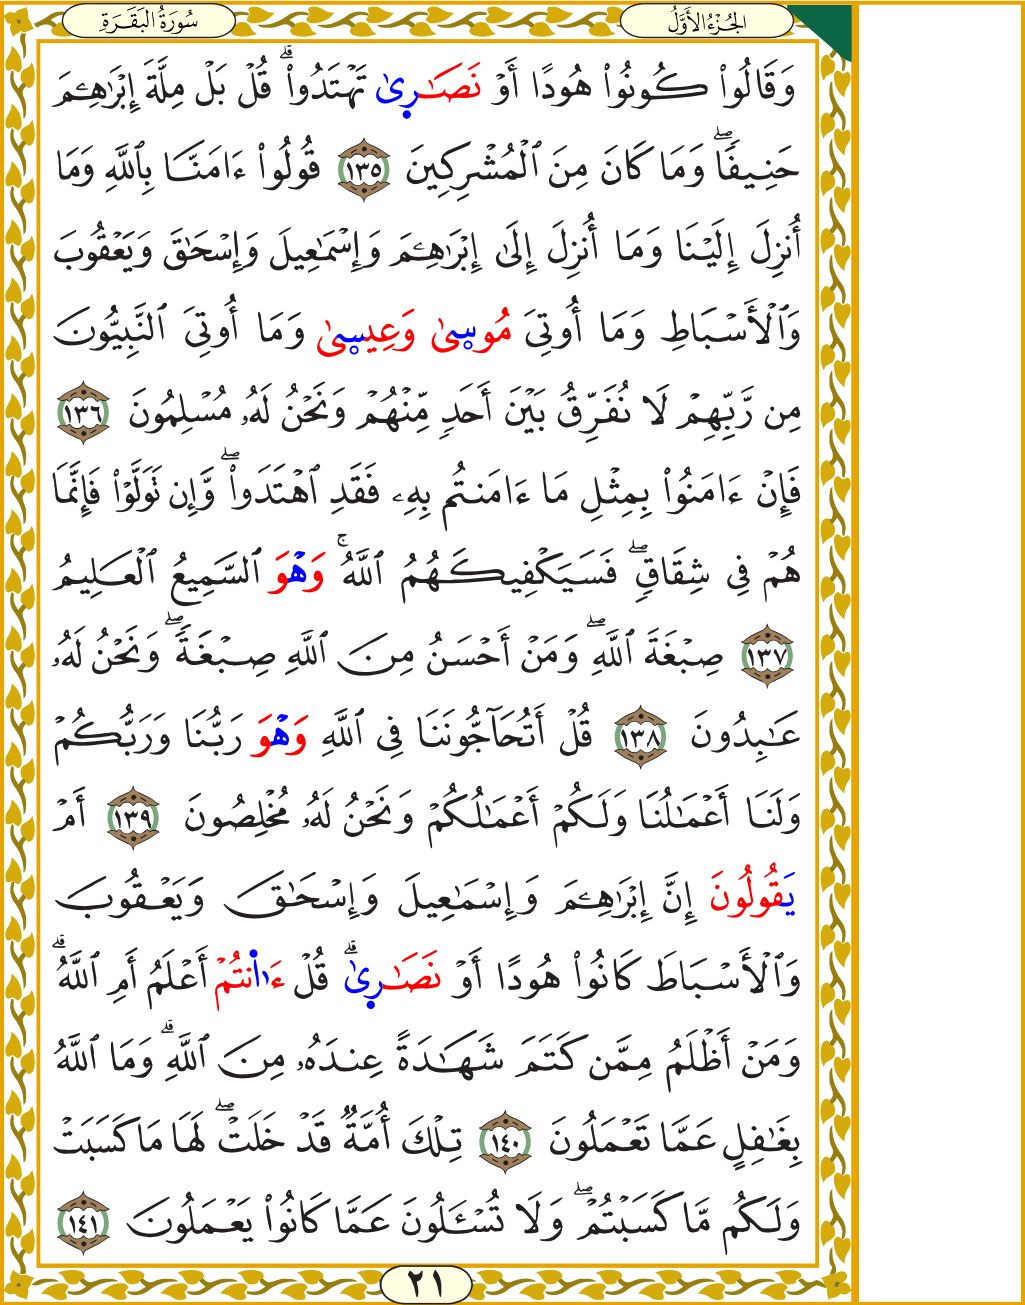 الجُزْءُ الأَوَّلُ
سُورَةُ البَقَرَةِ
وَقَالُوا۟ كُونُوا۟ هُودًا أَوْ نَصَـٰرِىٰ تَهْتَدُوا۟ ۗ قُلْ بَلْ مِلَّةَ إِبْرَٰهِـۧمَ
حَنِيفًا ۖ وَمَا كَانَ مِنَ ٱلْمُشْرِكِينَ ١٣٥ قُولُوٓا۟ ءَامَنَّا بِٱللَّهِ وَمَا
أُنزِلَ إِلَيْنَا وَمَا أُنزِلَ إِلَىٰ إِبْرَٰهِـۧمَ وَإِسْمَـٰعِيلَ وَإِسْحَـٰقَ وَيَعْقُوبَ
وَٱلْأَسْبَاطِ وَمَا أُوتِىَ مُوسِىٰ وَعِيسِىٰ وَمَا أُوتِىَ ٱلنَّبِيُّونَ
مِن رَّبِّهِمْ لَا نُفَرِّقُ بَيْنَ أَحَدٍ مِّنْهُمْ وَنَحْنُ لَهُۥ مُسْلِمُونَ ١٣٦
فَإِنْ ءَامَنُوا۟ بِمِثْلِ مَا ءَامَنتُم بِهِۦ فَقَدِ ٱهْتَدَوا۟ ۖ وَّإِن تَوَلَّوْا۟ فَإِنَّمَا
هُمْ فِى شِقَاقٍ ۖ فَسَيَكْفِيكَهُمُ ٱللَّهُ ۚ وَهْوَ ٱلسَّمِيعُ ٱلْعَلِيمُ
١٣٧ صِبْغَةَ ٱللَّهِ ۖ وَمَنْ أَحْسَنُ مِنَ ٱللَّهِ صِبْغَةً ۖ وَنَحْنُ لَهُۥ
عَـٰبِدُونَ ١٣٨ قُلْ أَتُحَآجُّونَنَا فِى ٱللَّهِ وَهْوَ رَبُّنَا وَرَبُّكُمْ
وَلَنَا أَعْمَـٰلُنَا وَلَكُمْ أَعْمَـٰلُكُمْ وَنَحْنُ لَهُۥ مُخْلِصُونَ ١٣٩ أَمْ
يَقُولُونَ إِنَّ إِبْرَٰهِـۧمَ وَإِسْمَـٰعِيلَ وَإِسْحَـٰقَ وَيَعْقُوبَ
وَٱلْأَسْبَاطَ كَانُوا۟ هُودًا أَوْ نَصَـٰرِىٰ ۗ قُلْ ءَا۬نتُمْ أَعْلَمُ أَمِ ٱللَّهُ ۗ
وَمَنْ أَظْلَمُ مِمَّن كَتَمَ شَهَـٰدَةً عِندَهُۥ مِنَ ٱللَّهِ ۗ وَمَا ٱللَّهُ
بِغَـٰفِلٍ عَمَّا تَعْمَلُونَ ١٤٠ تِلْكَ أُمَّةٌ قَدْ خَلَتْ ۖ لَهَا مَا كَسَبَتْ
وَلَكُم مَّا كَسَبْتُمْ ۖ وَلَا تُسْـَٔلُونَ عَمَّا كَانُوا۟ يَعْمَلُونَ ١٤١
٢١